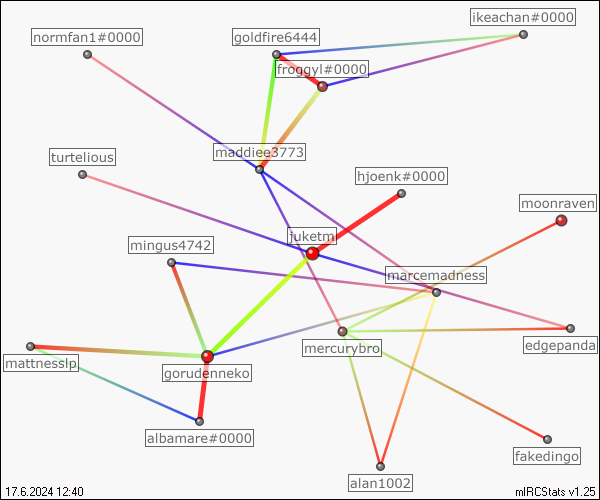 ikeachan#0000
normfan1#0000
goldfire6444
froggyl#0000
maddiee3773
turtelious
hjoenk#0000
moonraven
juketmi
mingus4742
marcemadness
mercurybro
edgepanda
mattnesslp
gorudenneko
albamare#0000
fakedingo
alan1002
17.6.2024 12:40
mIRCStats v1.25